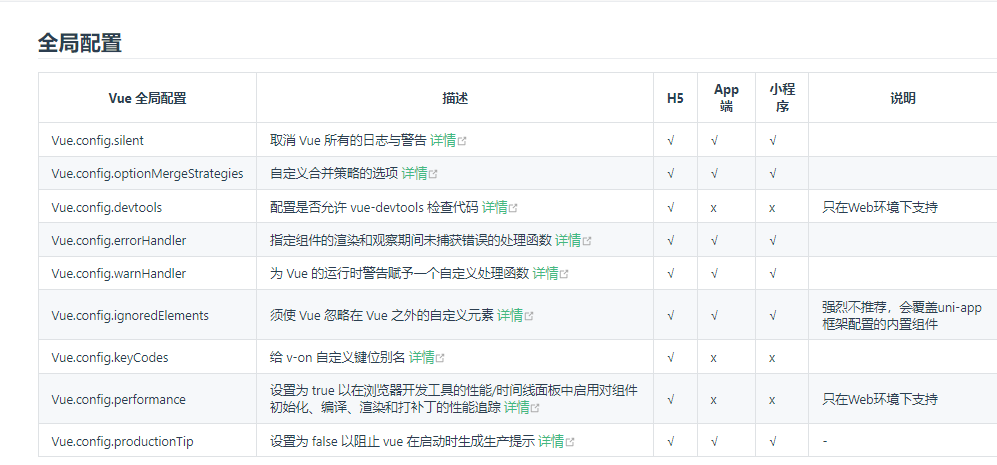 全局配置
Vue 全局配置 描述 H5 App端 小程序 说明
Vue.config.silent 取消 Vue 所有的日志与警告 详情 √ √ √
Vue.config.optionMergeStrategies 自定义合并策略的选项 详情 √ √ √
Vue.config.devtools 配置是否允许 vue-devtools 检查代码 详情 √ x x 只在Web环境下支持
Vue.config.errorHandler 指定组件的渲染和观察期间未捕获错误的处理函数 详情 √ √ √
Vue.config.warnHandler 为 Vue 的运行时警告赋予一个自定义处理函数 详情 √ √ √
Vue.config.ignoredElements 须使 Vue 忽略在 Vue 之外的自定义元素 详情 √ √ √ 强烈不推荐，会覆盖uni-app
框架配置的内置组件
Vue.config.keyCodes 给 v-on 自定义键位别名 详情 √ x x
Vue.config.performance 设置为 true 以在浏览器开发工具的性能/时间线面板中启用对组件
初始化、编译、渲染和打补丁的性能追踪 详情 √ x x 只在Web环境下支持
Vue.config.productionTip 设置为 false 以阻止 vue 在启动时生成生产提示 详情 √ √ √ -